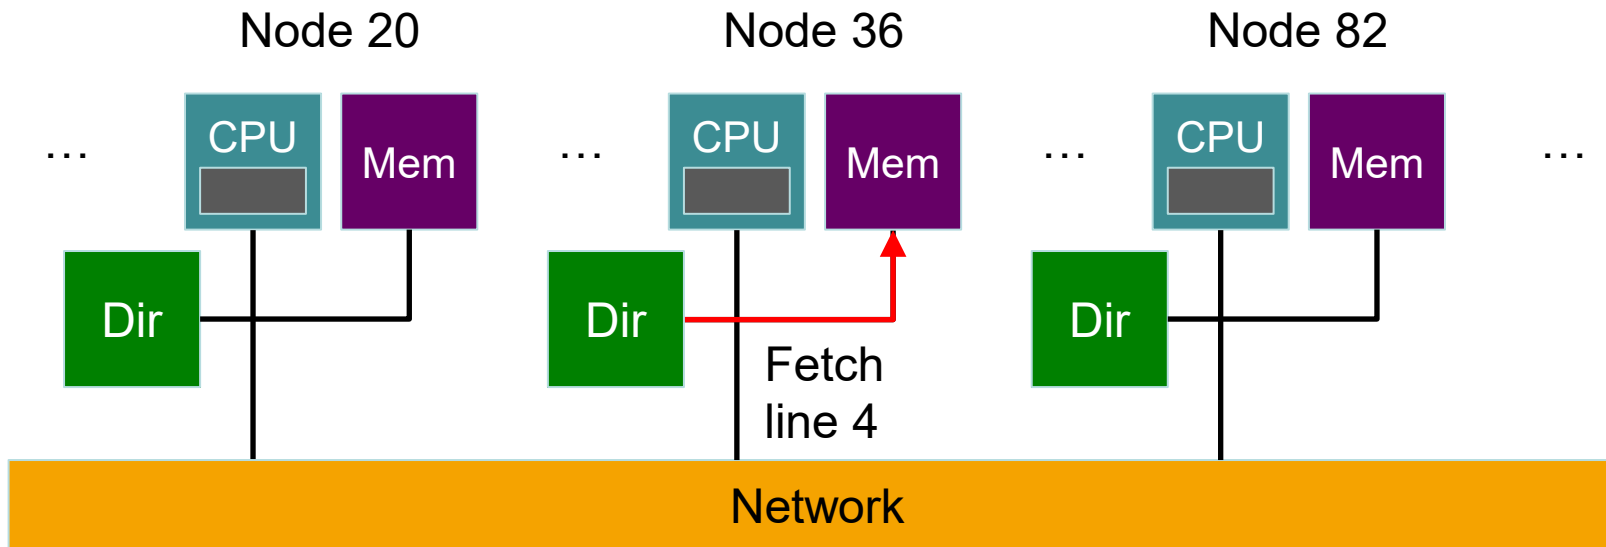 Node 20
Node 36
Node 82
…
CPU
Mem
…
CPU
Mem
…
CPU
Mem
…
Dir
Dir
Dir
Fetch
line 4
Network